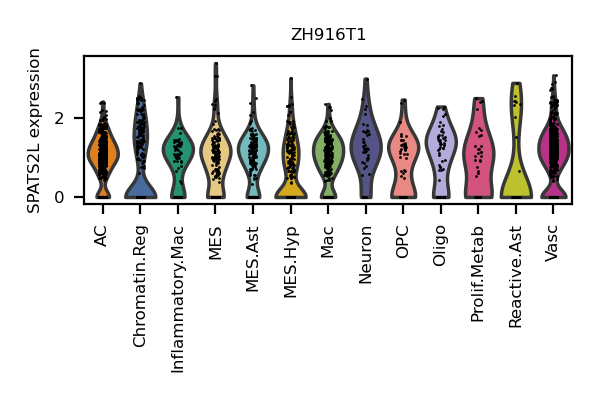 ZH916T1
SPATS2L expression
2
0
AC
Chromatin.Reg
Inflammatory.Mac
MES
MES.Ast
MES.Hyp
Mac
Neuron
OPC
Oligo
Prolif.Metab
Reactive.Ast
Vasc